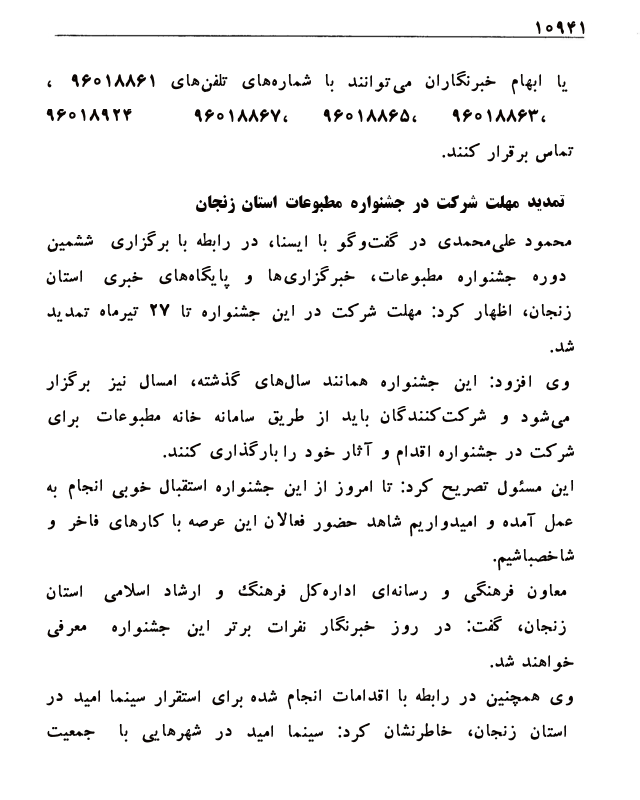 ۱۰۹۴۱
یا ابهام خبرنگاران می‌توانند با شماره‌های تلفن‌های ۹۶۰۱۸۸۶۱ ،
۹۶۰۱۸۸۶۳، ۹۶۰۱۸۸۶۵، ۹۶۰۱۸۸۶۷، ۹۶۰۱۸۹۲۴
تماس برقرار کنند.
تمدید مهلت شرکت در جشنواره مطبوعات استان زنجان
محمود علی‌محمدی در گفت‌وگو با ایسنا، در رابطه با برگزاری ششمین
دوره جشنواره مطبوعات، خبرگزاری‌ها و پایگاه‌های خبری استان
زنجان، اظهار کرد: مهلت شرکت در این جشنواره تا ۲۷ تیرماه تمدید
شد.
وی افزود: این جشنواره همانند سال‌های گذشته، امسال نیز برگزار
می‌شود و شرکت‌کنندگان باید از طریق سامانه خانه مطبوعات برای
شرکت در جشنواره اقدام و آثار خود را بارگذاری کنند.
این مسئول تصریح کرد: تا امروز از این جشنواره استقبال خوبی انجام به
عمل آمده و امیدواریم شاهد حضور فعالان این عرصه با کارهای فاخر و
شاخصباشیم.
معاون فرهنگی و رسانه‌ای اداره‌کل فرهنگ و ارشاد اسلامی استان
زنجان، گفت: در روز خبرنگار نفرات برتر این جشنواره معرفی
خواهند شد.
وی همچنین در رابطه با اقدامات انجام شده برای استقرار سینما امید در
استان زنجان، خاطرنشان کرد: سینما امید در شهرهایی با جمعیت